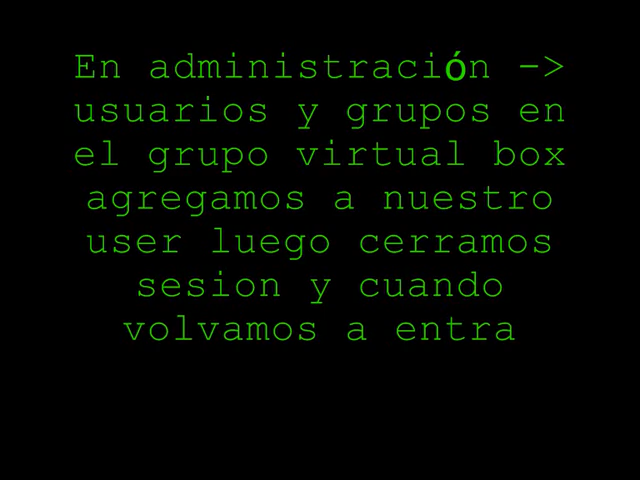 En administración ->
usuarios y grupos en
el grupo virtual box
agregamos a nuestro
user luego cerramos
sesion y cuando
volvamos a entra